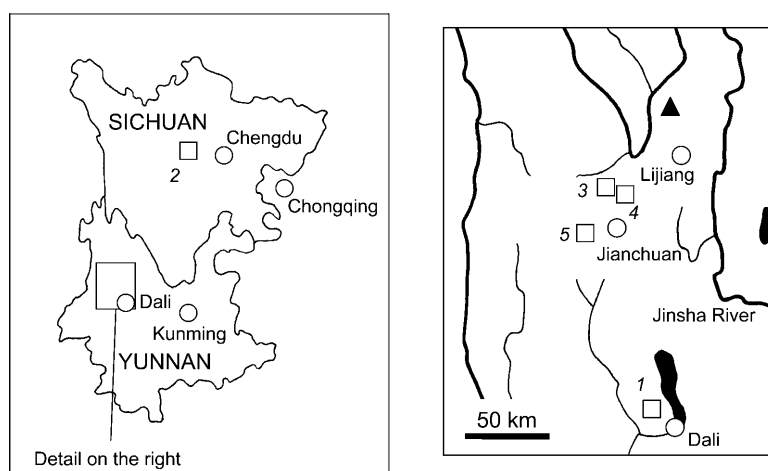 SICHUAN
Chengdu
2
Chongqing
Dali
Kunming
YUNNAN
Detail on the right
Lijiang
3
4
5
Jianchuan
Jinsha River
1
50 km
Dali